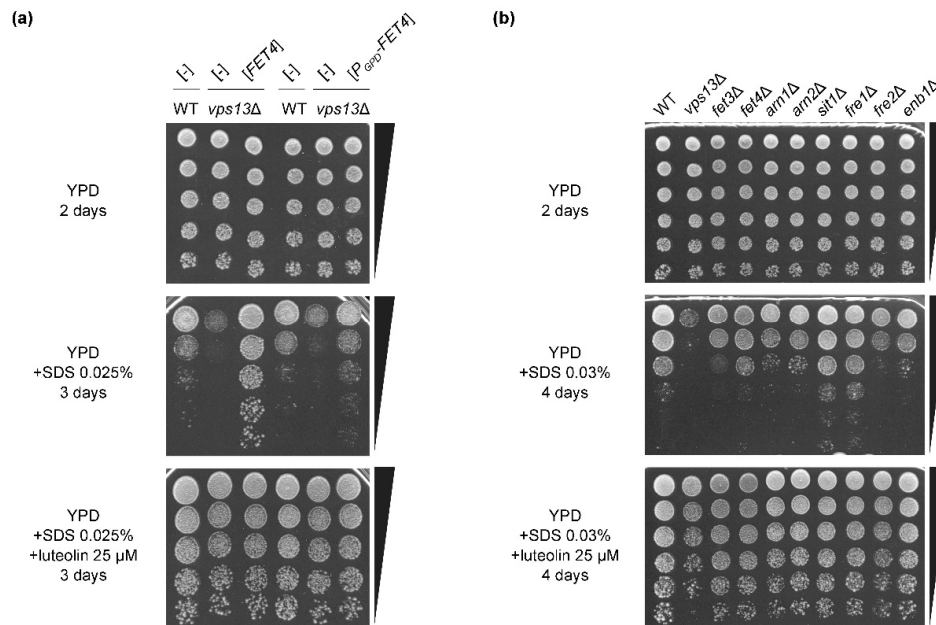 (a)
[-]
[-]
[FET4]
[-]
[-]
[P_GPD-FET4]
WT
vps13Δ
WT
vps13Δ
YPD
2 days
YPD
+SDS 0.025%
3 days
YPD
+SDS 0.025%
+luteolin 25 µM
3 days
(b)
WT
vps13Δ
fet3Δ
fet4Δ
arn1Δ
arn2Δ
sit1Δ
fre1Δ
fre2Δ
enb1Δ
YPD
2 days
YPD
+SDS 0.03%
4 days
YPD
+SDS 0.03%
+luteolin 25 µM
4 days